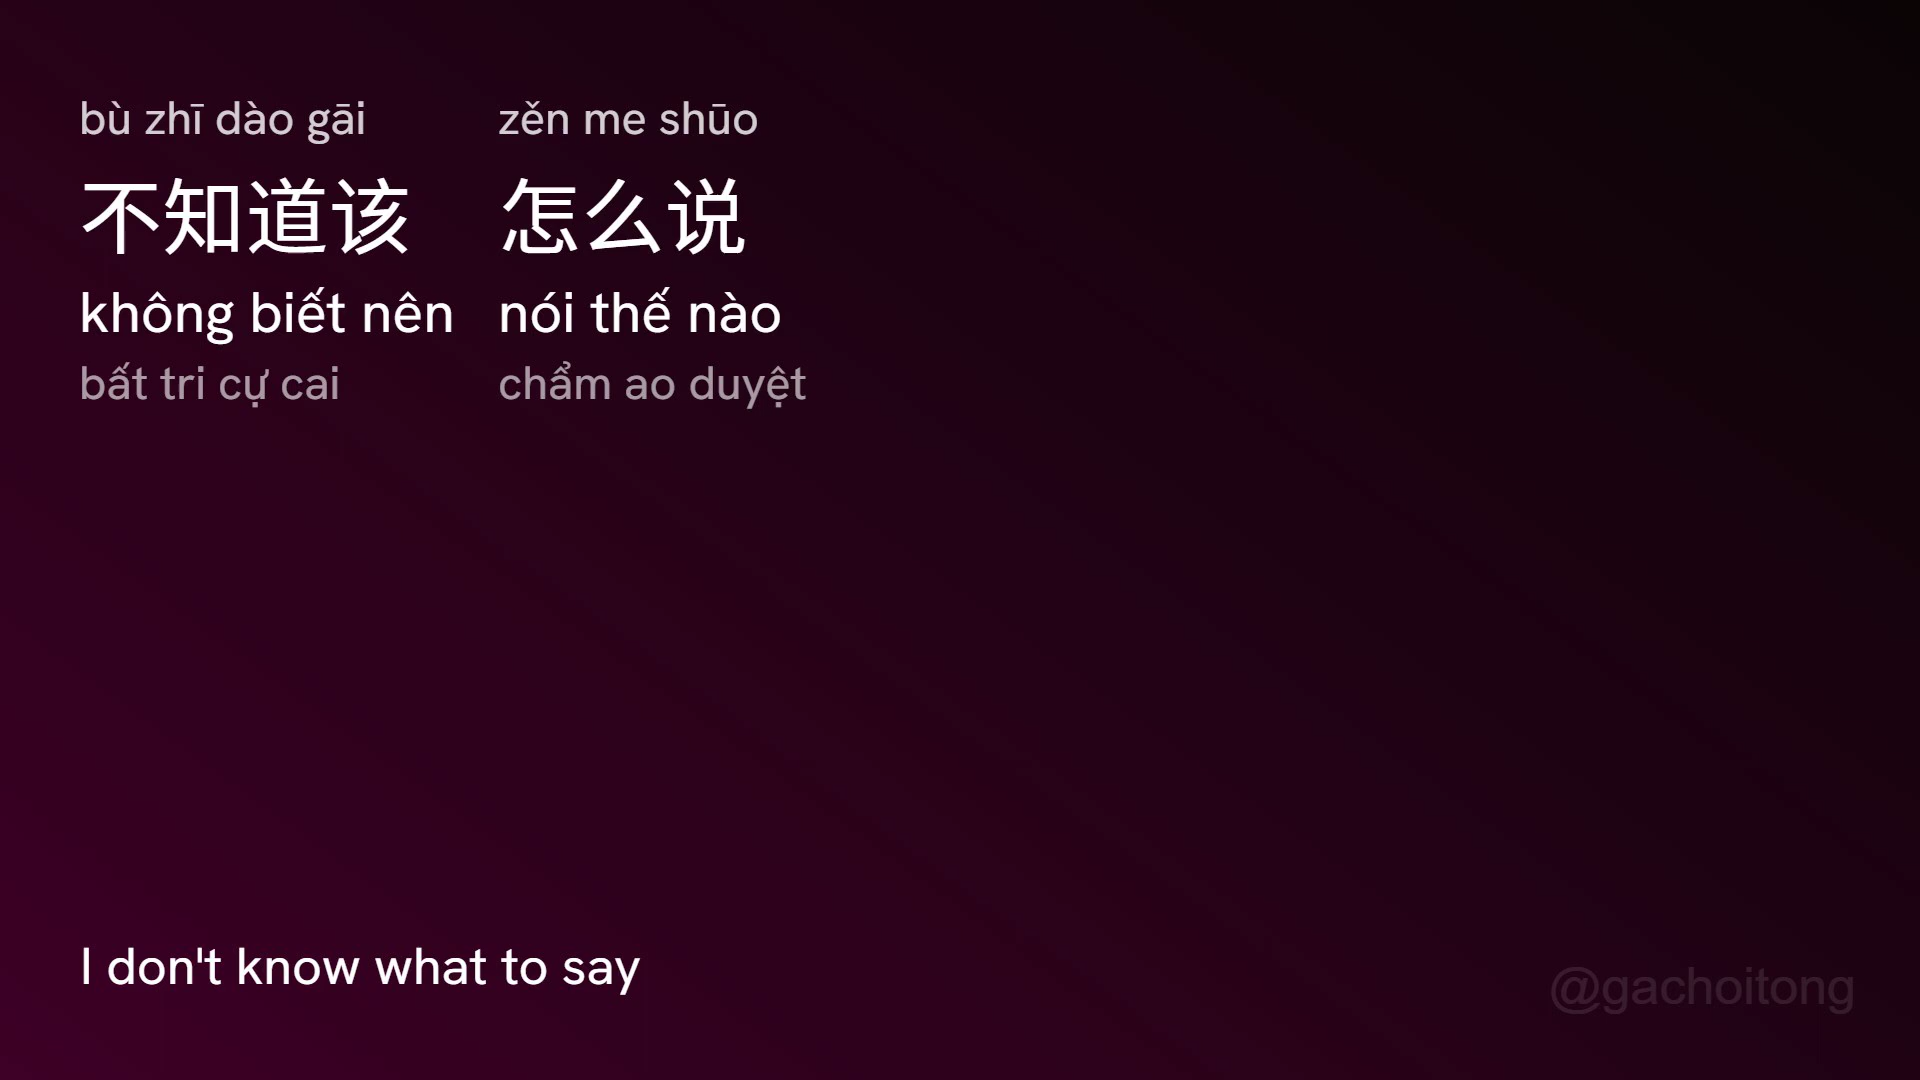 bù zhī dào gāi zěn me shūo
不知道该 怎么说
không biết nên nói thế nào
bất tri cự cai chẩm ao duyệt
I don't know what to say
@gachoitong